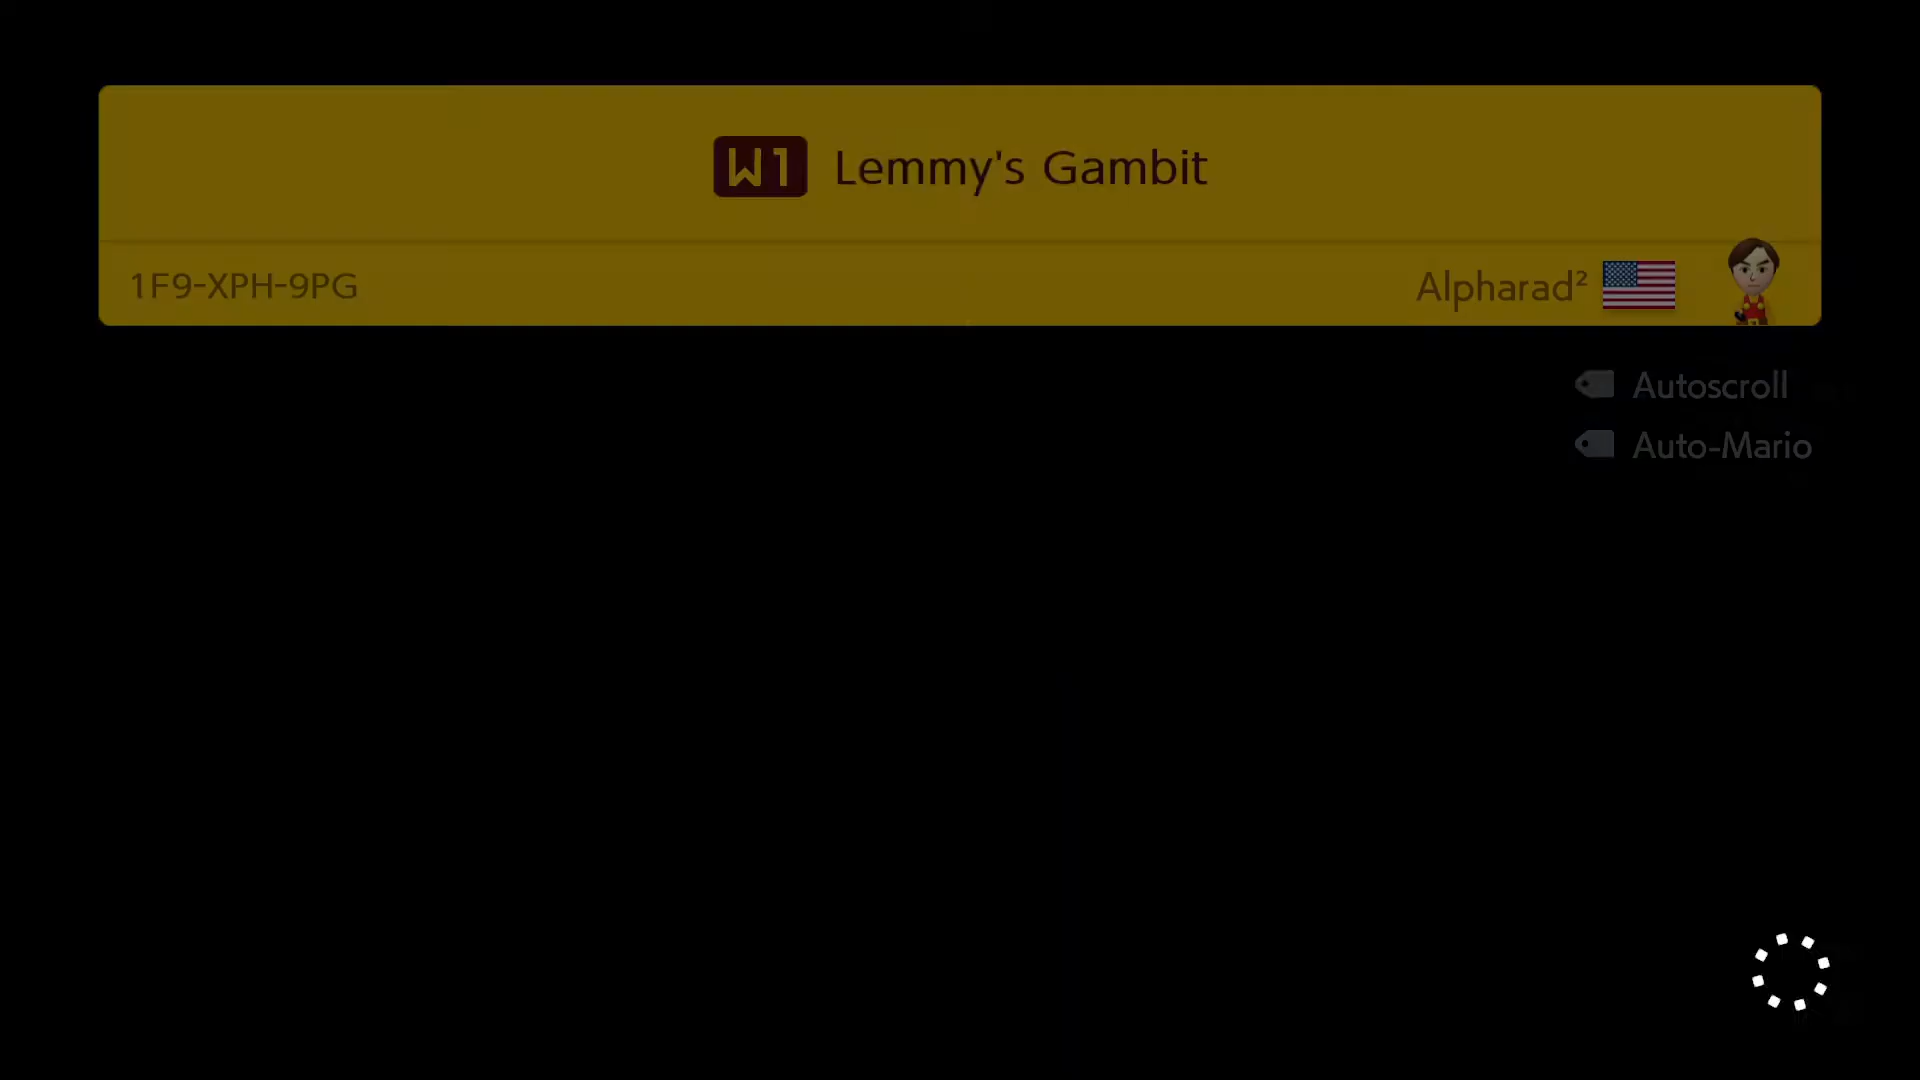 W1 Lemmy's Gambit
1F9-XPH-9PG
Alpharad²
Autoscroll
Auto-Mario